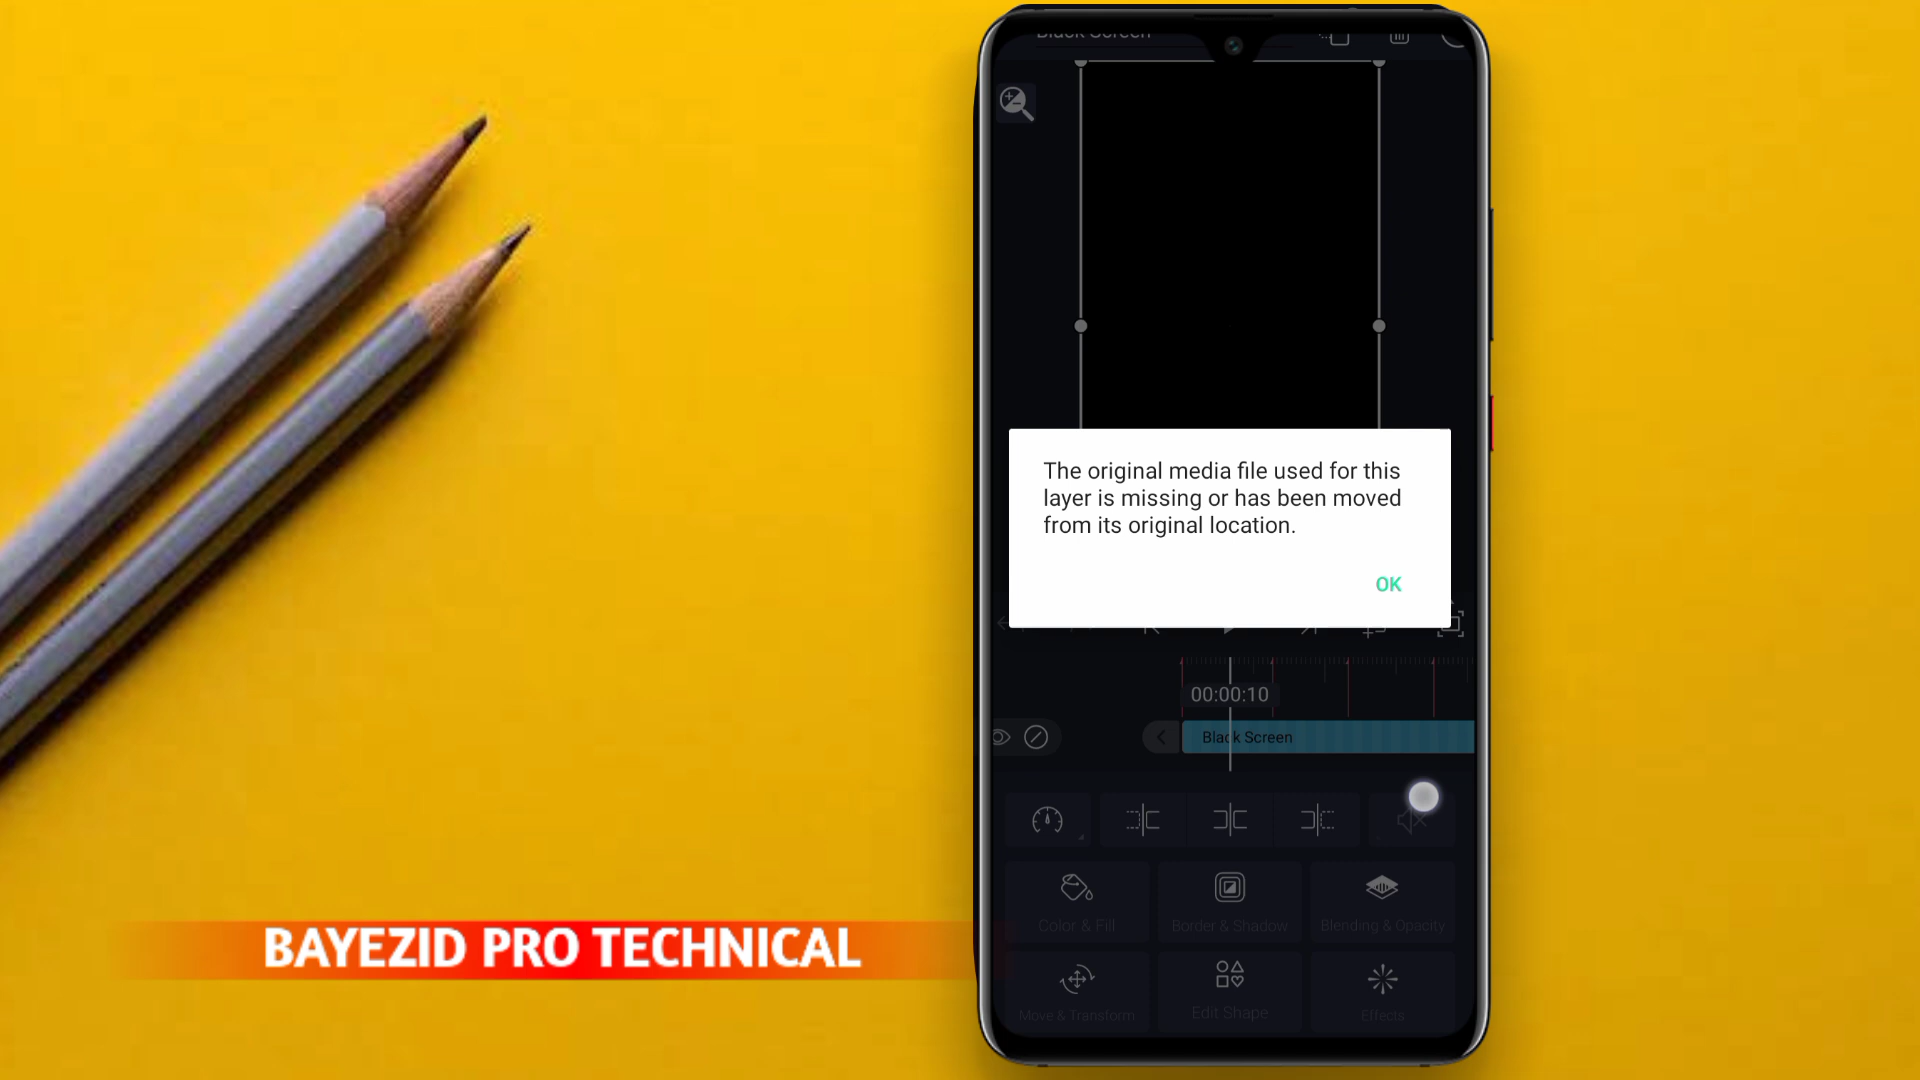 Black Screen
The original media file used for this
layer is missing or has been moved
from its original location.
OK
00:00:10
Black Screen
Color & Fill
Border & Shadow
Blending & Opacity
Move & Transform
Edit Shape
Effects
BAYEZID PRO TECHNICAL